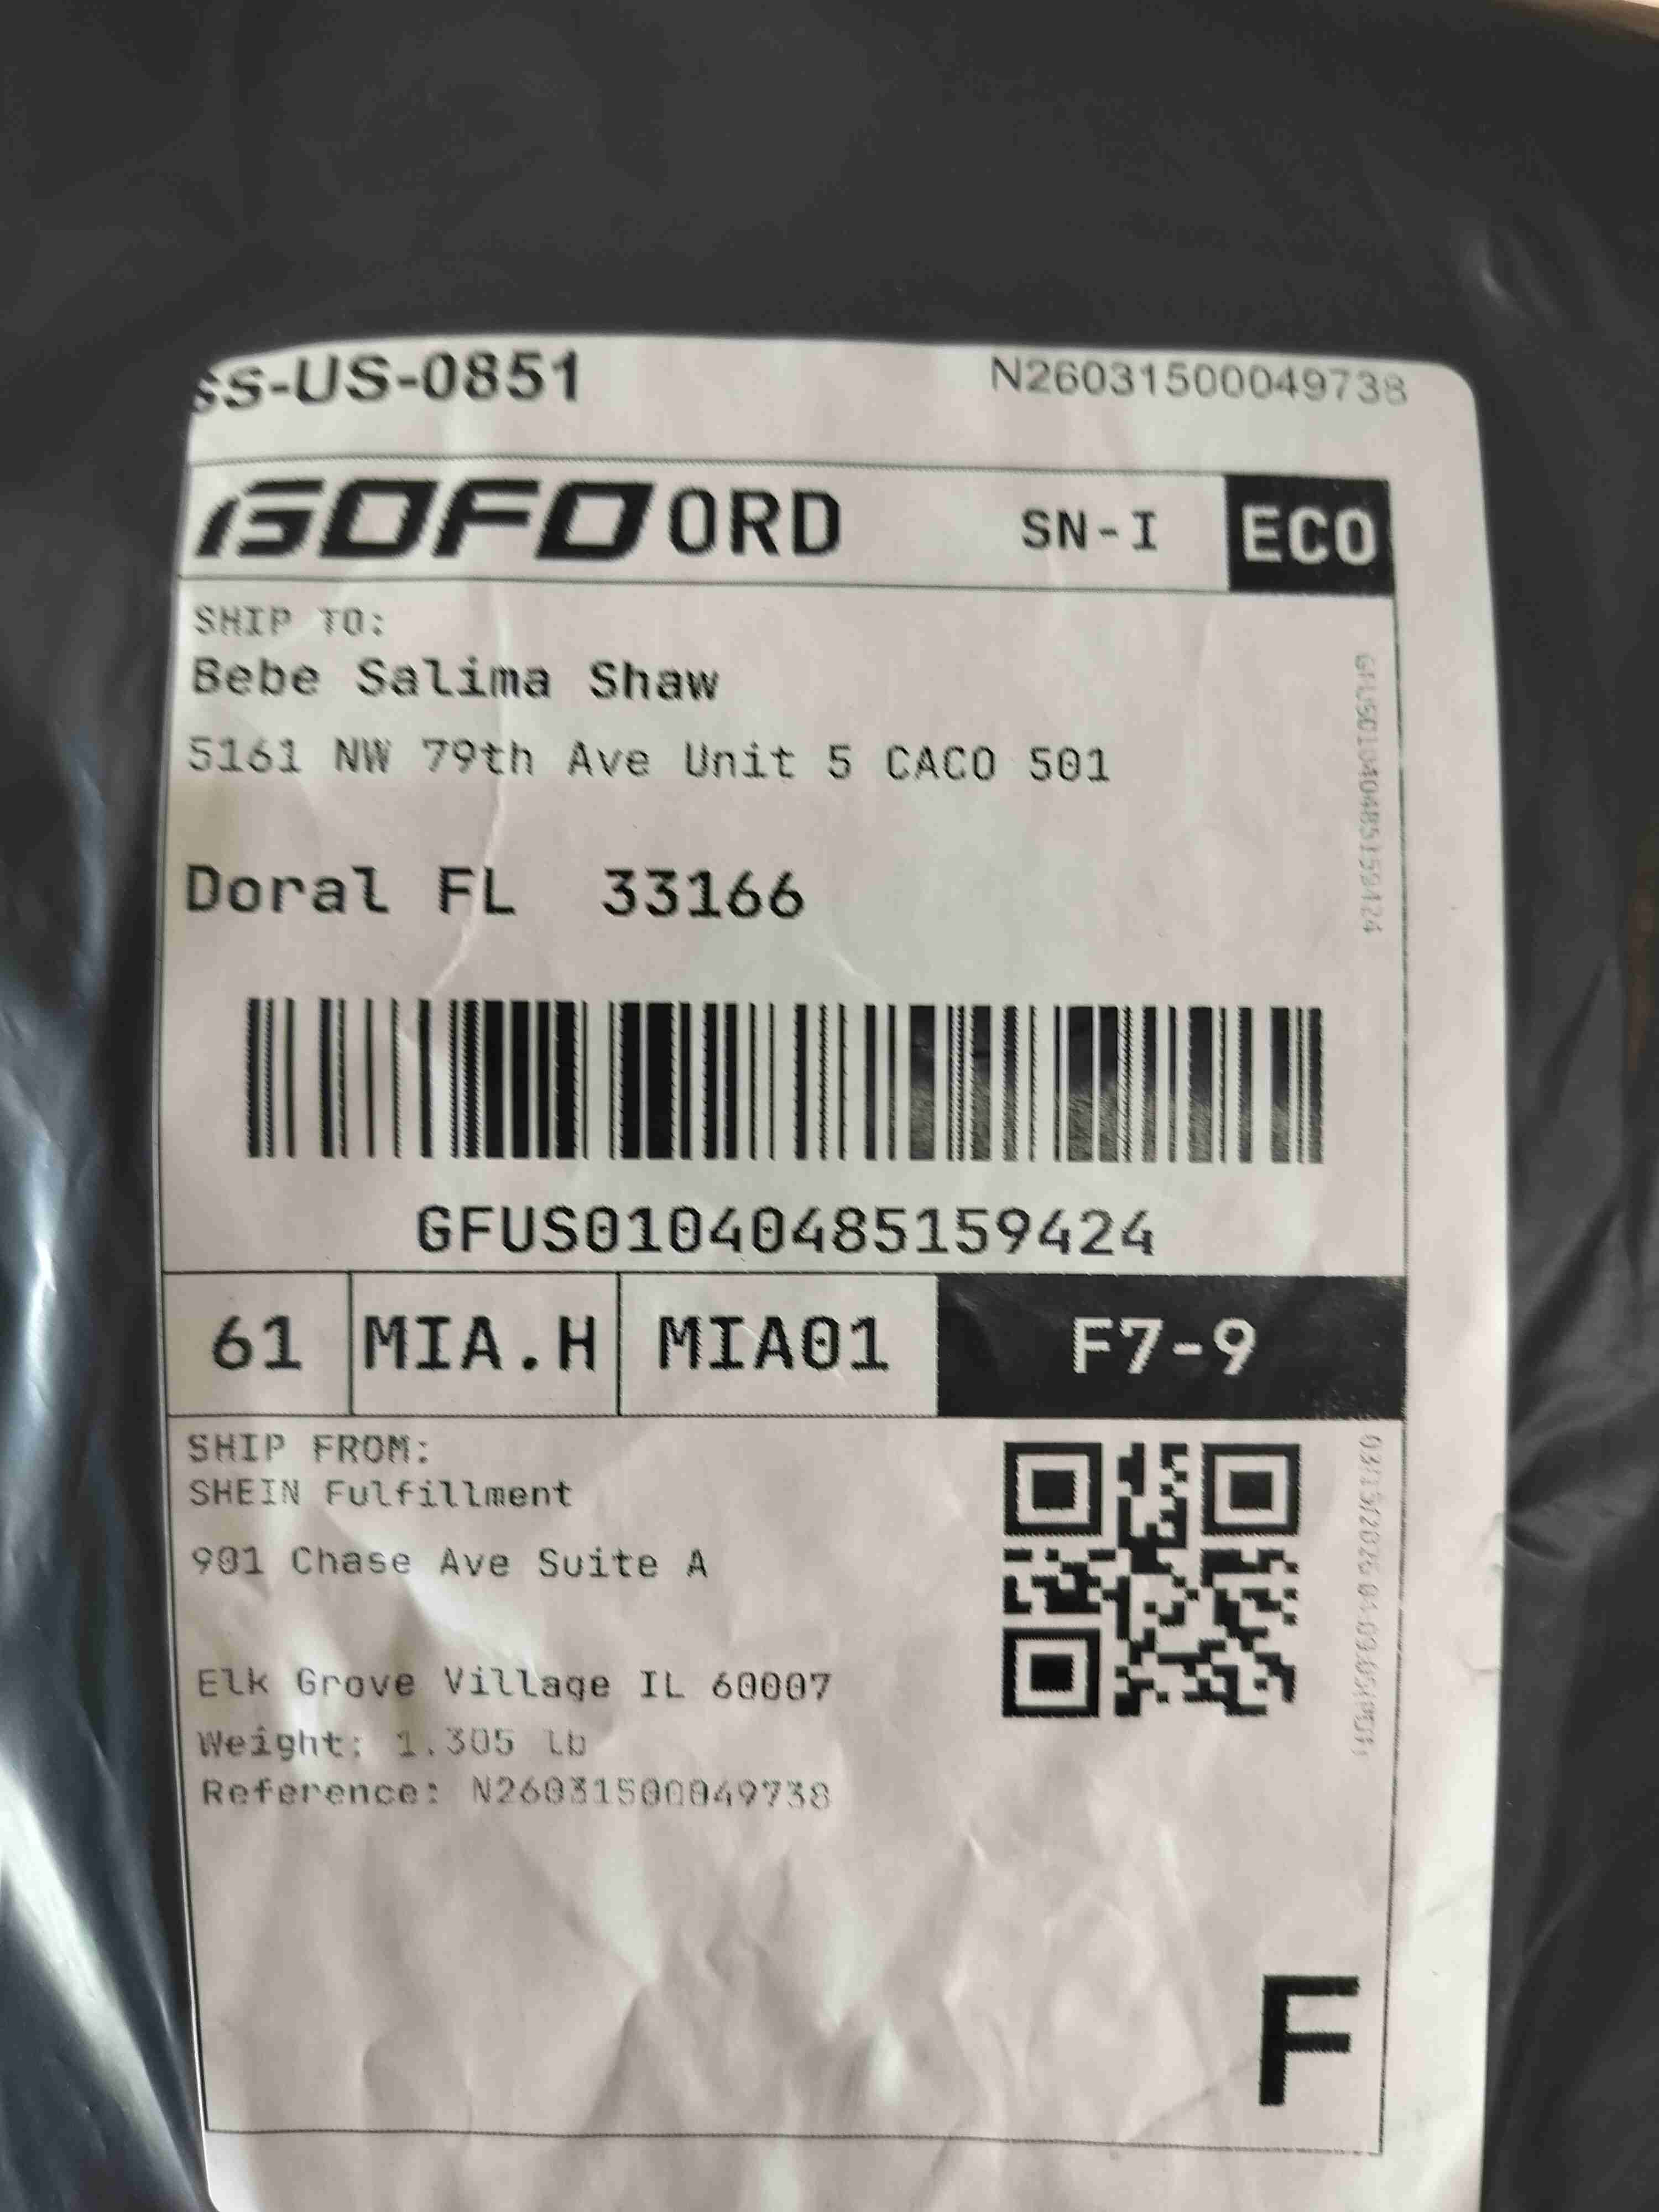 SS-US-0851 N26031500049738
GOFO ORD SN-I ECO
SHIP TO:
Bebe Salima Shaw
5161 NW 79th Ave Unit 5 CACO 501
Doral FL 33166
GFUS01040485159424
GFUS01040485159424
61 MIA.H MIA01 F7-9
SHIP FROM:
SHEIN Fulfillment
901 Chase Ave Suite A
Elk Grove Village IL 60007
Weight: 1.305 lb
Reference: N26031500049738
F